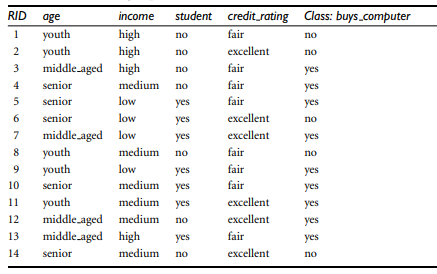 RID age income student credit_rating Class: buys_computer
1 youth high no fair no
2 youth high no excellent no
3 middle_aged high no fair yes
4 senior medium no fair yes
5 senior low yes fair yes
6 senior low yes excellent no
7 middle_aged low yes excellent yes
8 youth medium no fair no
9 youth low yes fair yes
10 senior medium yes fair yes
11 youth medium yes excellent yes
12 middle_aged medium no excellent yes
13 middle_aged high yes fair yes
14 senior medium no excellent no